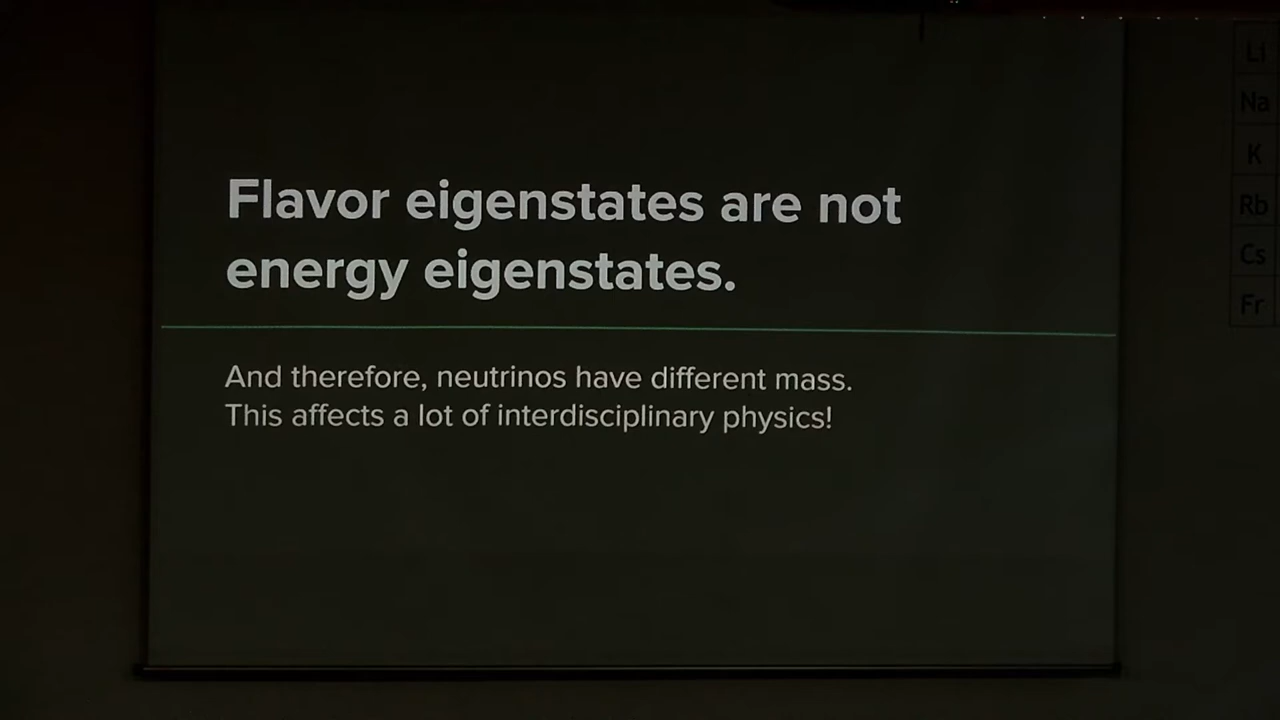 Flavor eigenstates are not
energy eigenstates.
And therefore, neutrinos have different mass.
This affects a lot of interdisciplinary physics!
Li
Na
K
Rb
Cs
Fr